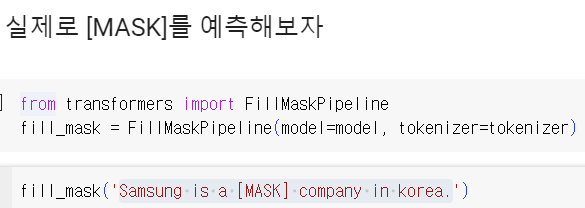 실제로 [MASK]를 예측해보자
] from transformers import FillMaskPipeline
fill_mask = FillMaskPipeline(model=model, tokenizer=tokenizer)
fill_mask('Samsung is a [MASK] company in korea.')